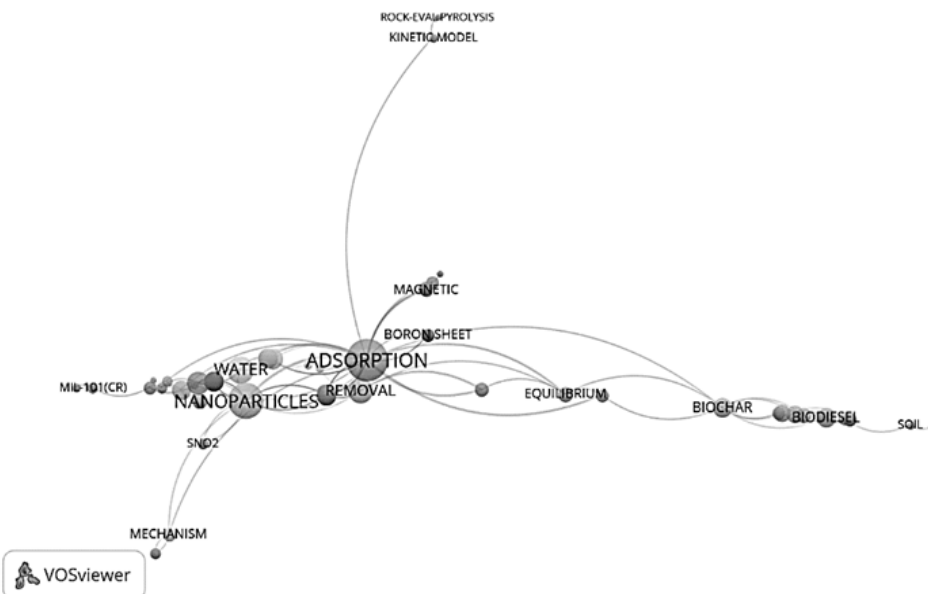 ROCK-EVAL PYROLYSIS
KINETIC MODEL
MAGNETIC
BORON SHEET
ADSORPTION
WATER
MIL-101(CR)
REMOVAL
NANOPARTICLES
EQUILIBRIUM
BIOCHAR
BIODIESEL
SOIL
SNO2
MECHANISM
VOSviewer